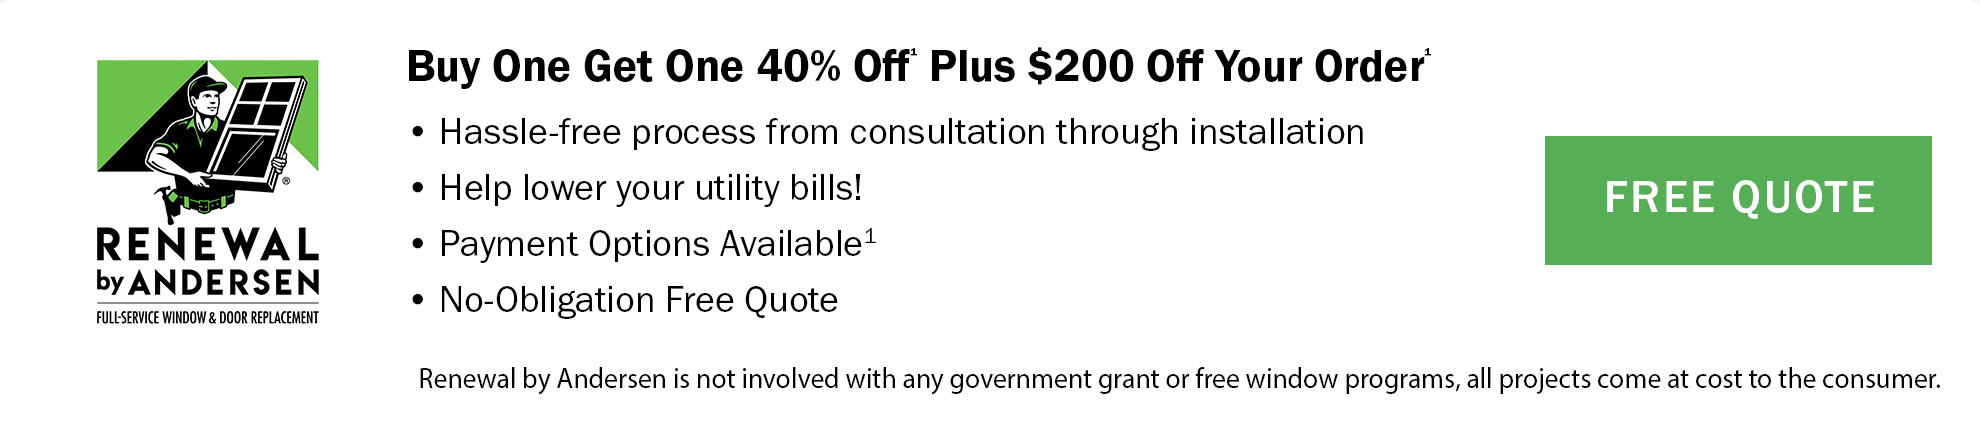 RENEWAL
by ANDERSEN
FULL-SERVICE WINDOW & DOOR REPLACEMENT
®
Buy One Get One 40% Off¹ Plus $200 Off Your Order¹
• Hassle-free process from consultation through installation
• Help lower your utility bills!
• Payment Options Available¹
• No-Obligation Free Quote
FREE QUOTE
Renewal by Andersen is not involved with any government grant or free window programs, all projects come at cost to the consumer.